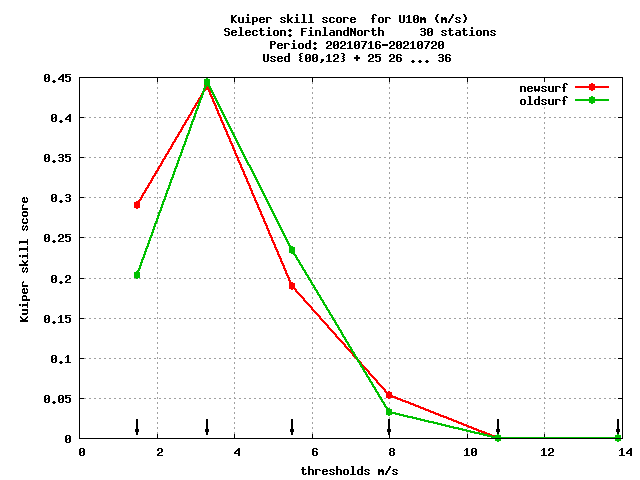 Kuiper skill score  for U10m (m/s)
Selection: FinlandNorth     30 stations
Period: 20210716-20210720
Used {00,12} + 25 26 ... 36
newsurf
oldsurf
0.45
0.4
0.35
0.3
0.25
0.2
0.15
0.1
0.05
0
Kuiper skill score
0 2 4 6 8 10 12 14
thresholds m/s